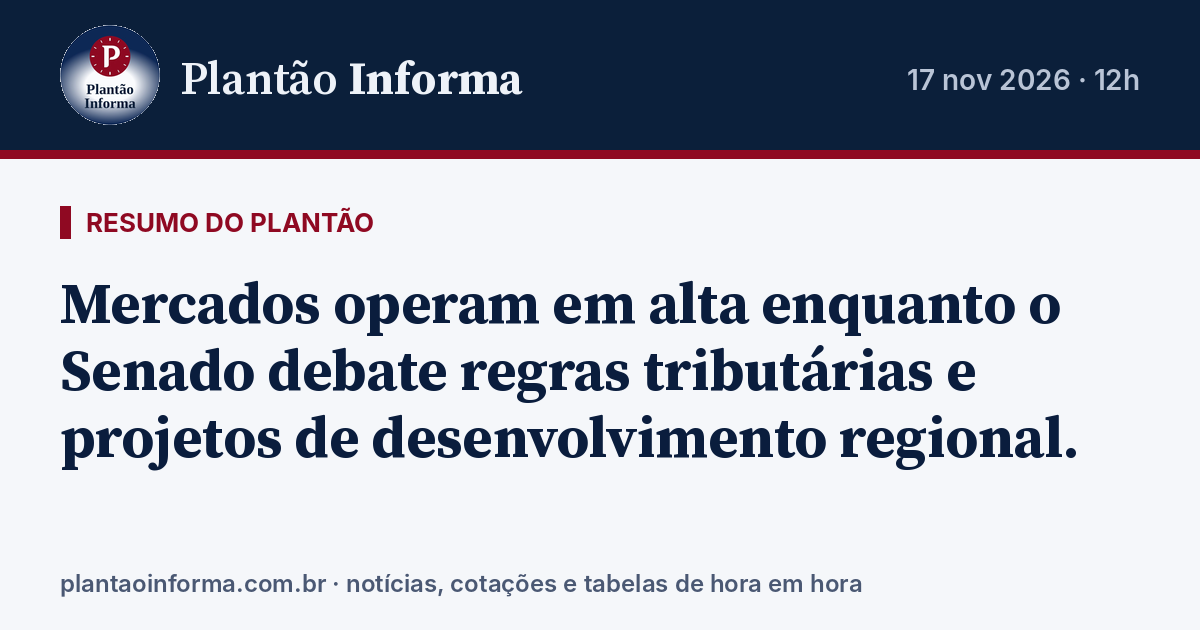 P
Plantão
Informa
Plantão Informa
17 nov 2026 · 12h
RESUMO DO PLANTÃO
Mercados operam em alta enquanto o
Senado debate regras tributárias e
projetos de desenvolvimento regional.
plantaoinforma.com.br · notícias, cotações e tabelas de hora em hora